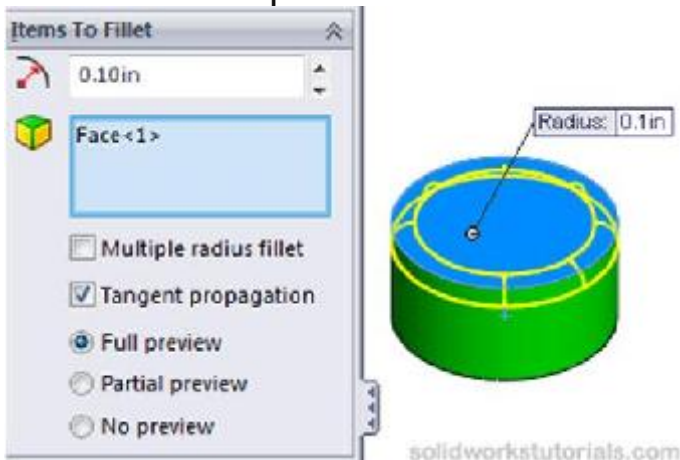 Items To Fillet
0.10in
Face<1>
Multiple radius fillet
Tangent propagation
Full preview
Partial preview
No preview
Radius: 0.1in
solidworkstutorials.com